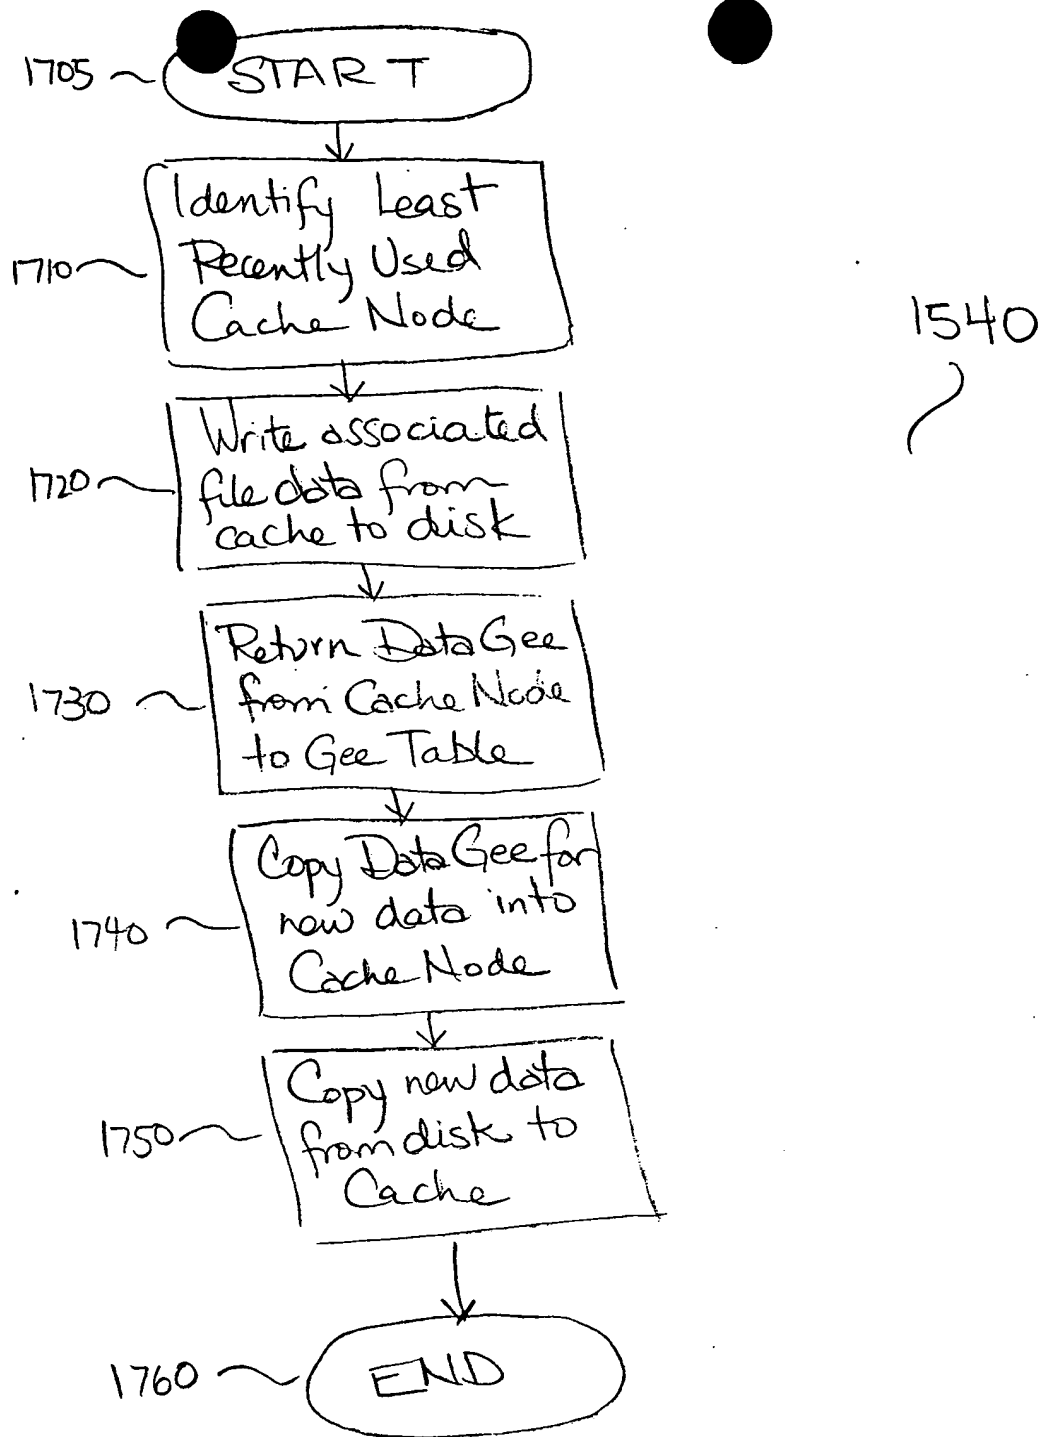 1705 START
Identify Least
1710 Recently Used
Cache Node
1540
Write associated
1720 file data from
cache to disk
Return Data Gee
1730 from Cache Node
to Gee Table
Copy Data Gee for
1740 new data into
Cache Node
Copy new data
1750 from disk to
Cache
1760 END